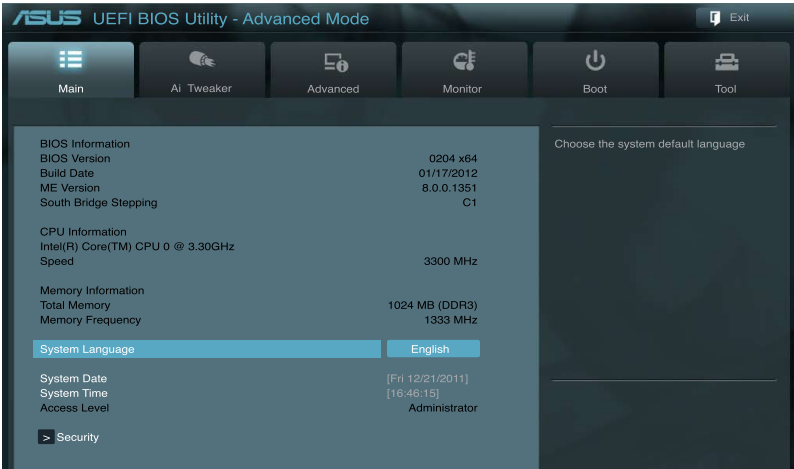 ASUS UEFI BIOS Utility - Advanced Mode
Exit
Main
Ai Tweaker
Advanced
Monitor
Boot
Tool
BIOS Information
BIOS Version 0204 x64
Build Date 01/17/2012
ME Version 8.0.0.1351
South Bridge Stepping C1
CPU Information
Intel(R) Core(TM) CPU 0 @ 3.30GHz
Speed 3300 MHz
Memory Information
Total Memory 1024 MB (DDR3)
Memory Frequency 1333 MHz
System Language English
System Date [Fri 12/21/2011]
System Time [16:46:15]
Access Level Administrator
> Security
Choose the system default language